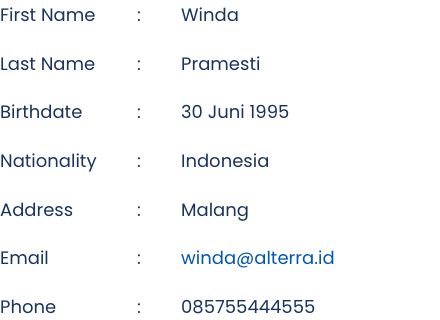 First Name : Winda
Last Name : Pramesti
Birthdate : 30 Juni 1995
Nationality : Indonesia
Address : Malang
Email : winda@alterra.id
Phone : 085755444555